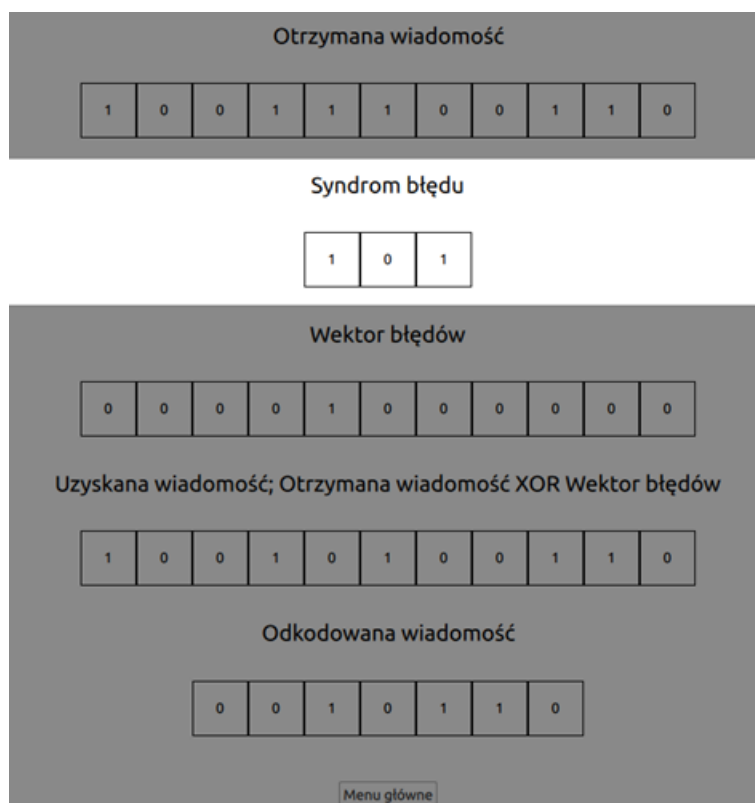 Otrzymana wiadomość
1 0 0 1 1 1 0 0 1 1 0
Syndrom błędu
1 0 1
Wektor błędów
0 0 0 0 1 0 0 0 0 0 0
Uzyskana wiadomość; Otrzymana wiadomość XOR Wektor błędów
1 0 0 1 0 1 0 0 1 1 0
Odkodowana wiadomość
0 0 1 0 1 1 0
Menu główne